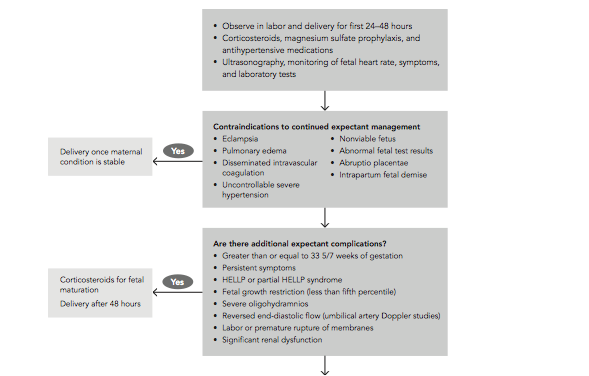 • Observe in labor and delivery for first 24–48 hours
• Corticosteroids, magnesium sulfate prophylaxis, and
antihypertensive medications
• Ultrasonography, monitoring of fetal heart rate, symptoms,
and laboratory tests
Contraindications to continued expectant management
• Eclampsia
• Pulmonary edema
• Disseminated intravascular
coagulation
• Uncontrollable severe
hypertension
• Nonviable fetus
• Abnormal fetal test results
• Abruptio placentae
• Intrapartum fetal demise
Yes
Delivery once maternal
condition is stable
Are there additional expectant complications?
• Greater than or equal to 33 5/7 weeks of gestation
• Persistent symptoms
• HELLP or partial HELLP syndrome
• Fetal growth restriction (less than fifth percentile)
• Severe oligohydramnios
• Reversed end-diastolic flow (umbilical artery Doppler studies)
• Labor or premature rupture of membranes
• Significant renal dysfunction
Yes
Corticosteroids for fetal
maturation
Delivery after 48 hours